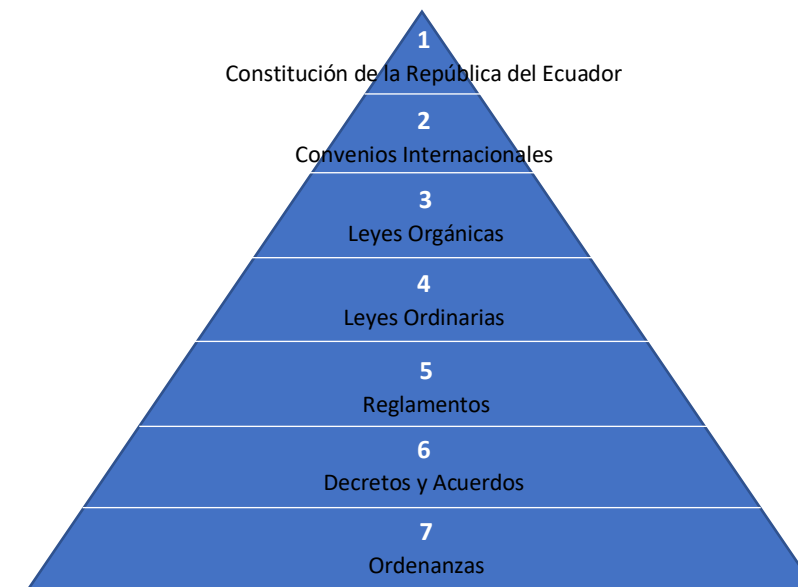 1
Constitución de la República del Ecuador
2
Convenios Internacionales
3
Leyes Orgánicas
4
Leyes Ordinarias
5
Reglamentos
6
Decretos y Acuerdos
7
Ordenanzas